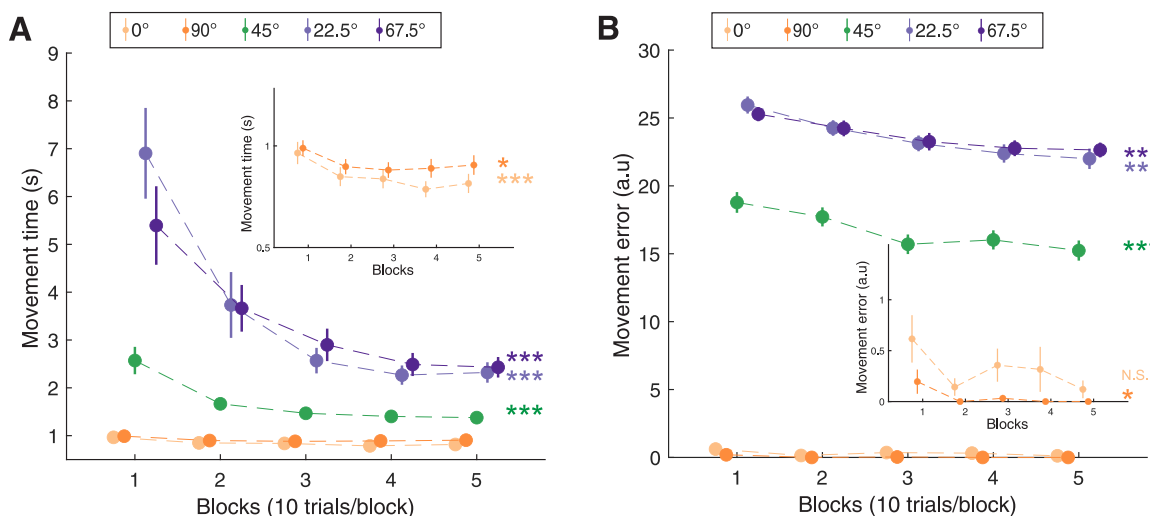 A
0° 90° 45° 22.5° 67.5°
9
8
7
6
5
4
3
2
1
Movement time (s)
1 2 3 4 5
Blocks (10 trials/block)
Movement time (s)
1
0.5
1 2 3 4 5
Blocks
*
***
***
***
***
B
0° 90° 45° 22.5° 67.5°
30
25
20
15
10
5
0
Movement error (a.u)
1 2 3 4 5
Blocks (10 trials/block)
**
**
***
Movement error (a.u)
1
0.5
0
1 2 3 4 5
Blocks
N.S.
*